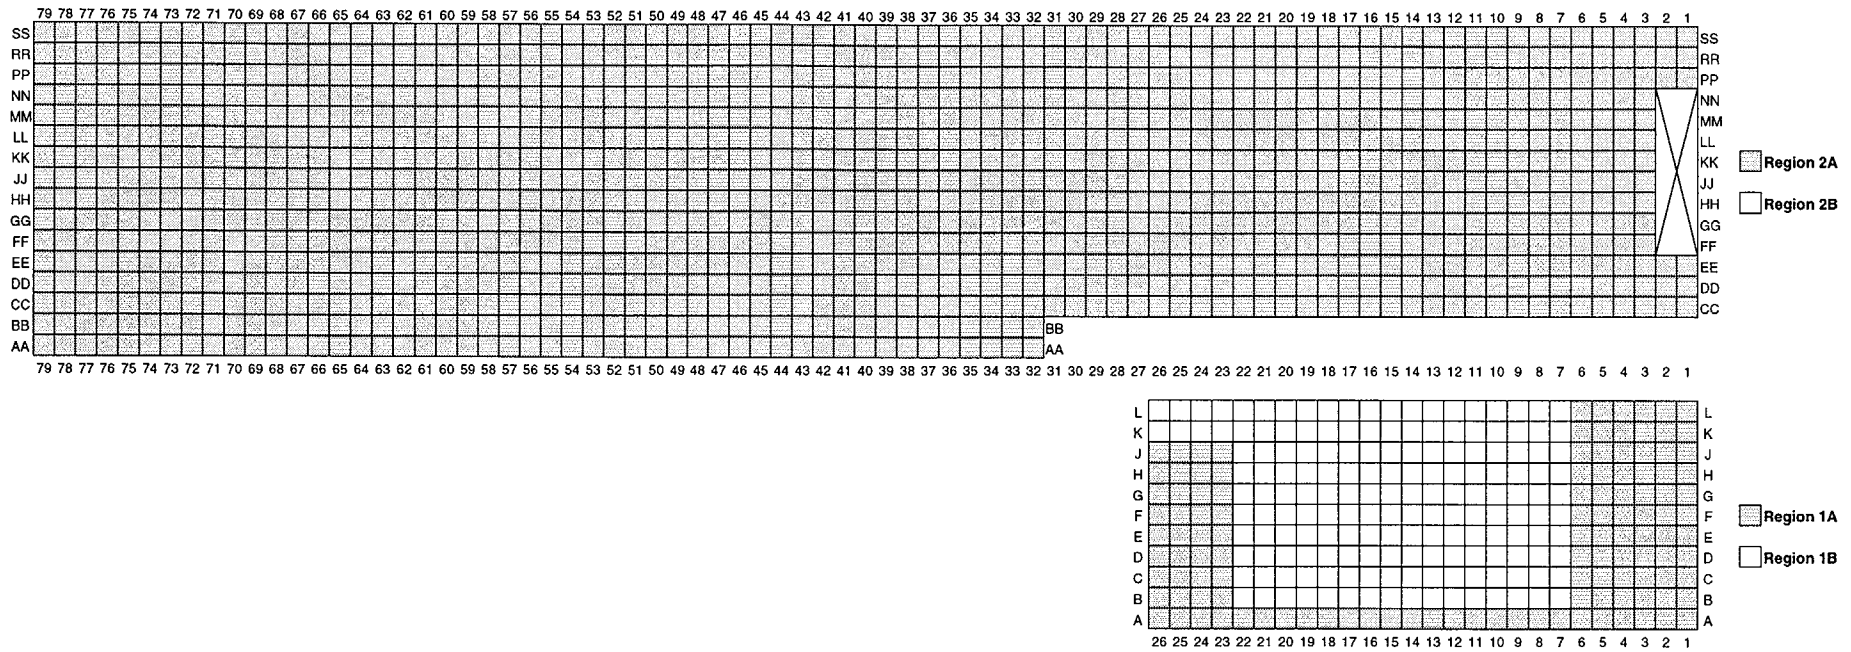 79 78 77 76 75 74 73 72 71 70 69 68 67 66 65 64 63 62 61 60 59 58 57 56 55 54 53 52 51 50 49 48 47 46 45 44 43 42 41 40 39 38 37 36 35 34 33 32 31 30 29 28 27 26 25 24 23 22 21 20 19 18 17 16 15 14 13 12 11 10 9 8 7 6 5 4 3 2 1
SS SS
RR RR
PP PP
NN NN
MM MM
LL LL
KK KK
Region 2A
JJ JJ
HH HH
Region 2B
GG GG
FF FF
EE EE
DD DD
CC CC
BB BB
AA AA
79 78 77 76 75 74 73 72 71 70 69 68 67 66 65 64 63 62 61 60 59 58 57 56 55 54 53 52 51 50 49 48 47 46 45 44 43 42 41 40 39 38 37 36 35 34 33 32 31 30 29 28 27 26 25 24 23 22 21 20 19 18 17 16 15 14 13 12 11 10 9 8 7 6 5 4 3 2 1
L L
K K
J J
H H
G G
F F
Region 1A
E E
D D
Region 1B
C C
B B
A A
26 25 24 23 22 21 20 19 18 17 16 15 14 13 12 11 10 9 8 7 6 5 4 3 2 1